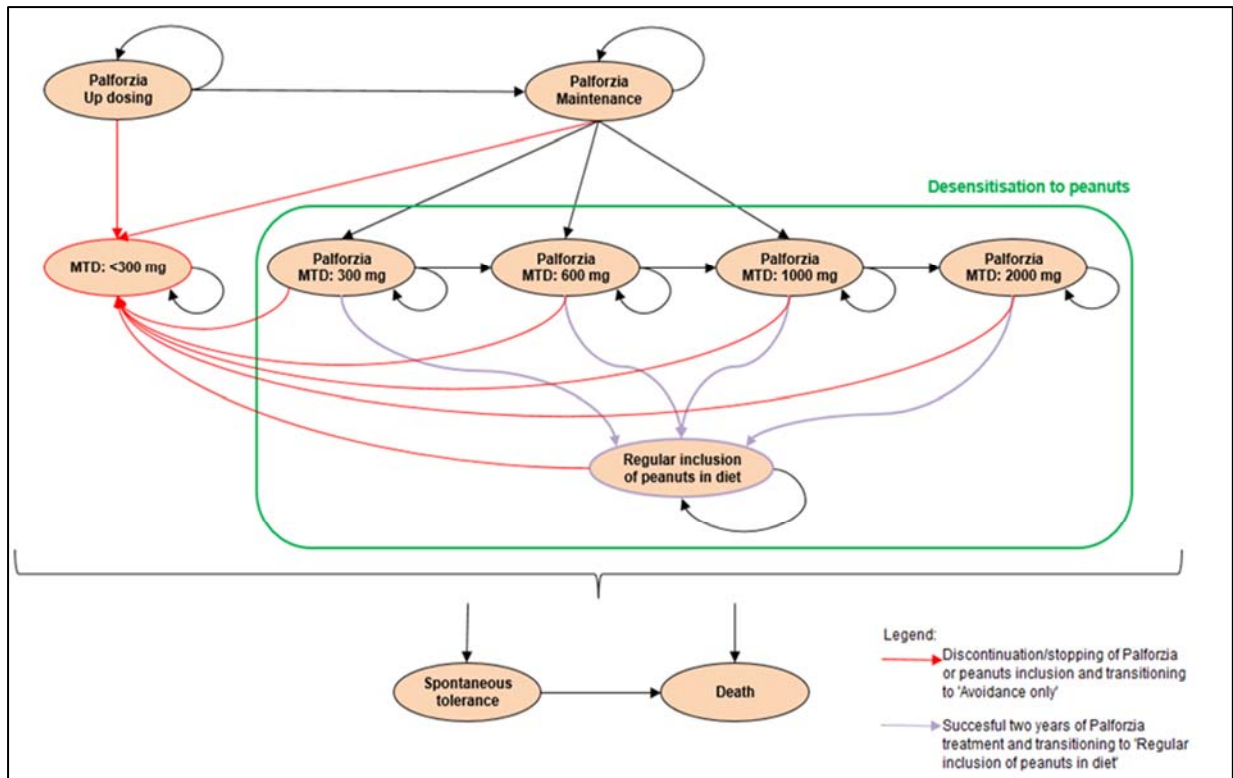 Palforzia
Up dosing
Palforzia
Maintenance
Desensitisation to peanuts
MTD: <300 mg
Palforzia
MTD: 300 mg
Palforzia
MTD: 600 mg
Palforzia
MTD: 1000 mg
Palforzia
MTD: 2000 mg
Regular inclusion
of peanuts in diet
Spontaneous
tolerance
Death
Legend:
Discontinuation/stopping of Palforzia
or peanuts inclusion and transitioning
to 'Avoidance only'
Succesful two years of Palforzia
treatment and transitioning to 'Regular
inclusion of peanuts in diet'